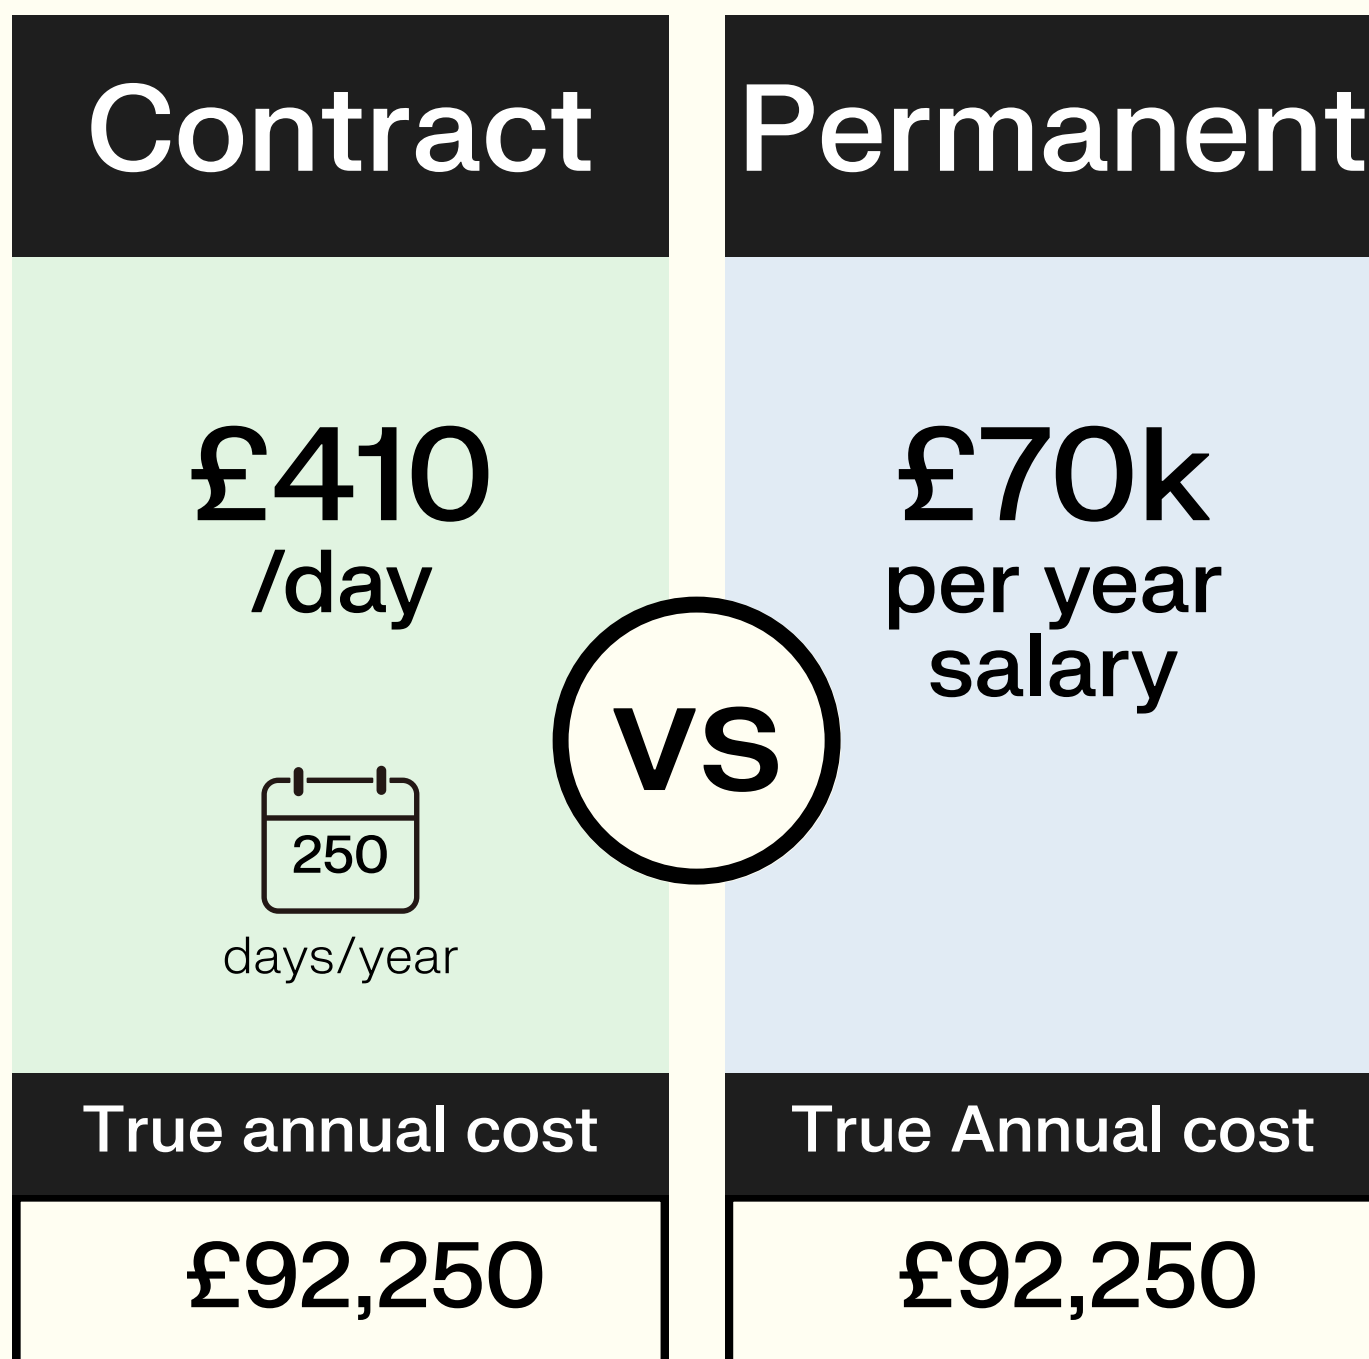 Contract
£410
/day
250
days/year
True annual cost
£92,250
vs
Permanent
£70k
per year
salary
True Annual cost
£92,250